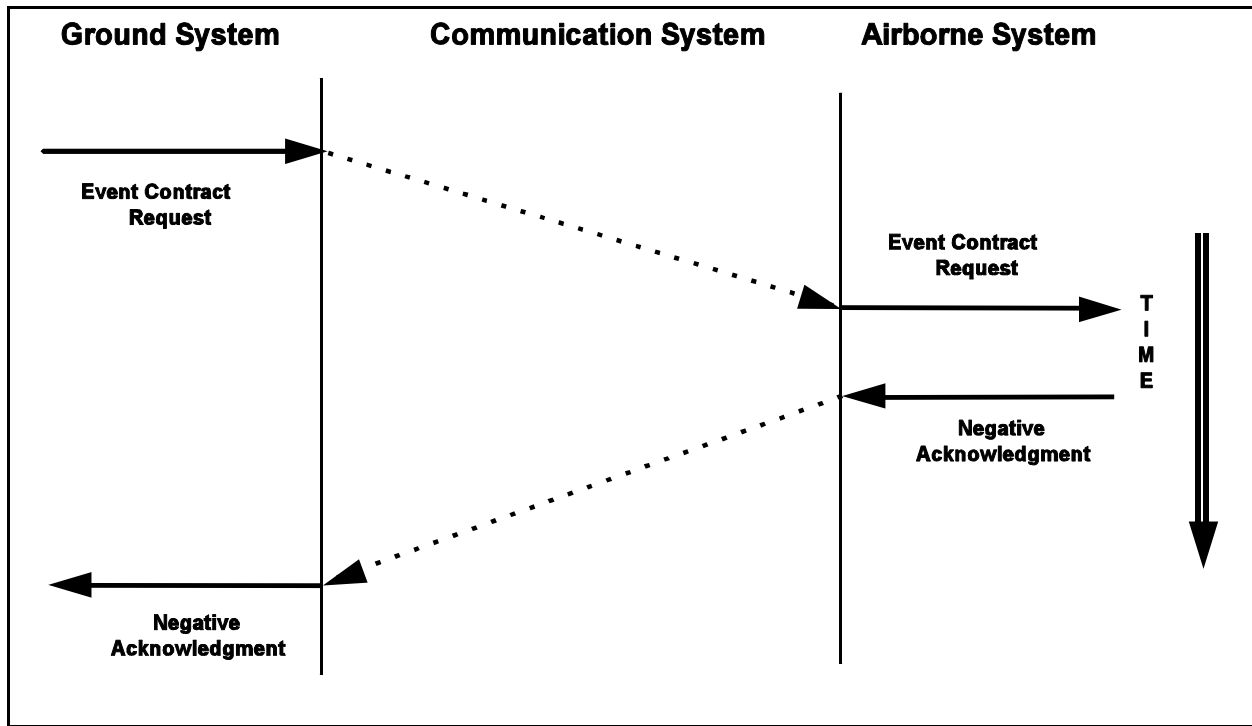 Ground System
Communication System
Airborne System
Event Contract
Request
Event Contract
Request
T
I
M
E
Negative
Acknowledgment
Negative
Acknowledgment